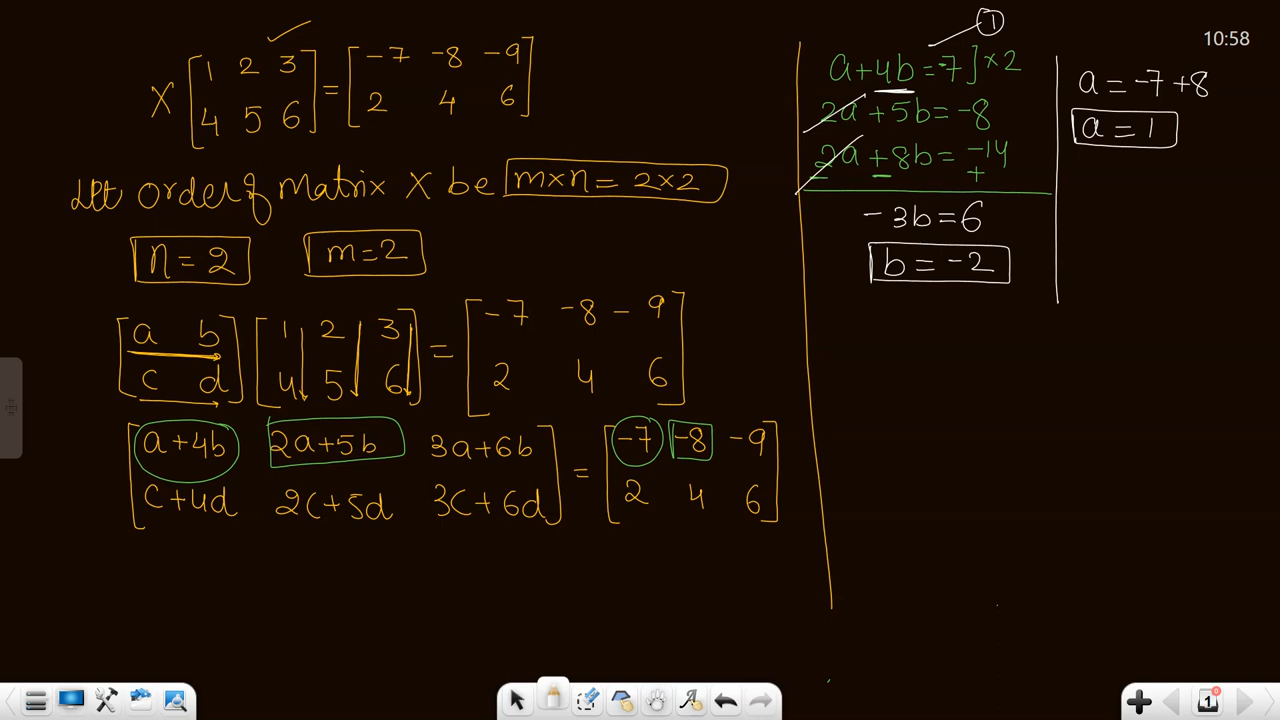 X [1 2 3 = [-7 -8 -9
4 5 6] 2 4 6]
Let order of Matrix X be m×n = 2×2
n = 2 m = 2
[a b [1 2 3 = [-7 -8 -9
c d] 4 5 6] 2 4 6]
[a+4b 2a+5b 3a+6b = [-7 -8 -9
c+4d 2c+5d 3c+6d] 2 4 6]
1
a+4b = -7] ×2
2a+5b = -8
2a+8b = -14
- - +
-3b = 6
b = -2
10:58
a = -7+8
a = 1
1